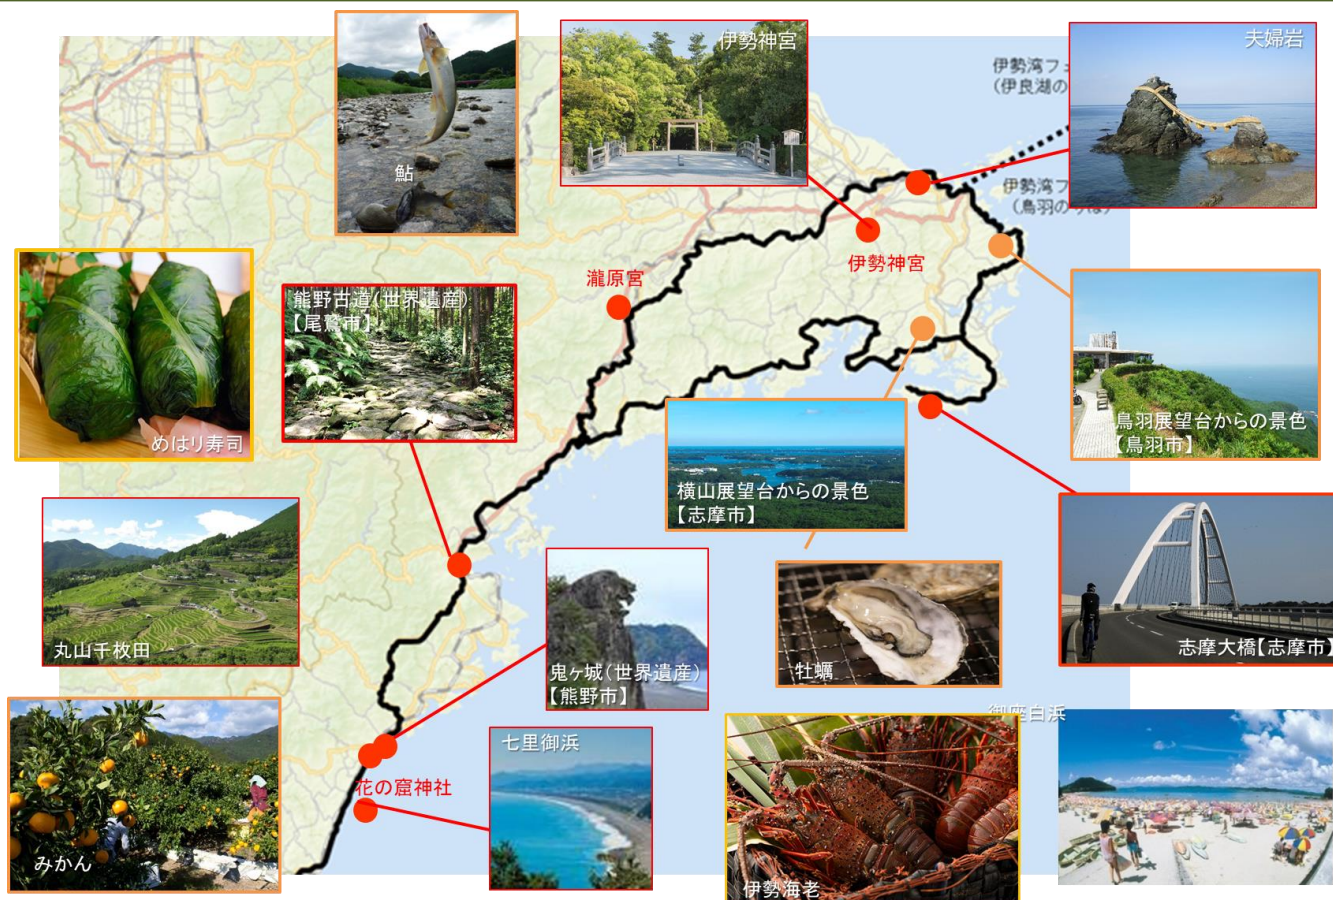 鮎
伊勢神宮
夫婦岩
伊勢湾フェ
（伊良湖の
伊勢湾フ
（鳥羽の
伊勢神宮
瀧原宮
熊野古道（世界遺産）
【尾鷲市】
めはり寿司
鳥羽展望台からの景色
【鳥羽市】
横山展望台からの景色
【志摩市】
丸山千枚田
鬼ヶ城（世界遺産）
【熊野市】
牡蠣
志摩大橋【志摩市】
御座白浜
七里御浜
花の窟神社
みかん
伊勢海老